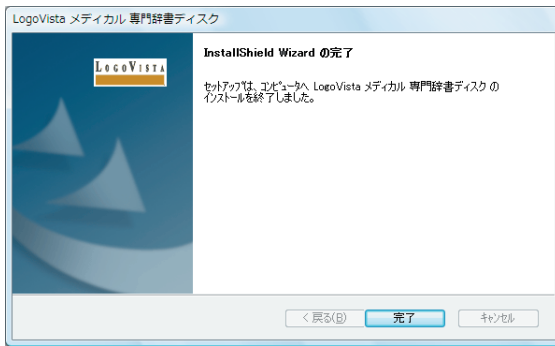 LogoVista メディカル 専門辞書ディスク
LOGOVISTA
InstallShield Wizard の完了
セットアップは、コンピュータへ LogoVista メディカル 専門辞書ディスク の
インストールを終了しました。
< 戻る(B)
完了
キャンセル